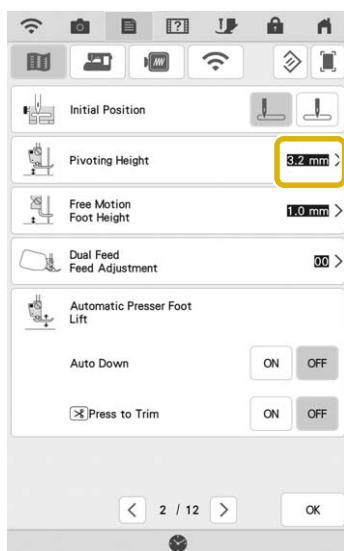 Initial Position
Pivoting Height
3.2 mm
Free Motion
Foot Height
1.0 mm
Dual Feed
Feed Adjustment
00
Automatic Presser Foot
Lift
Auto Down
ON OFF
Press to Trim
ON OFF
2 / 12
OK